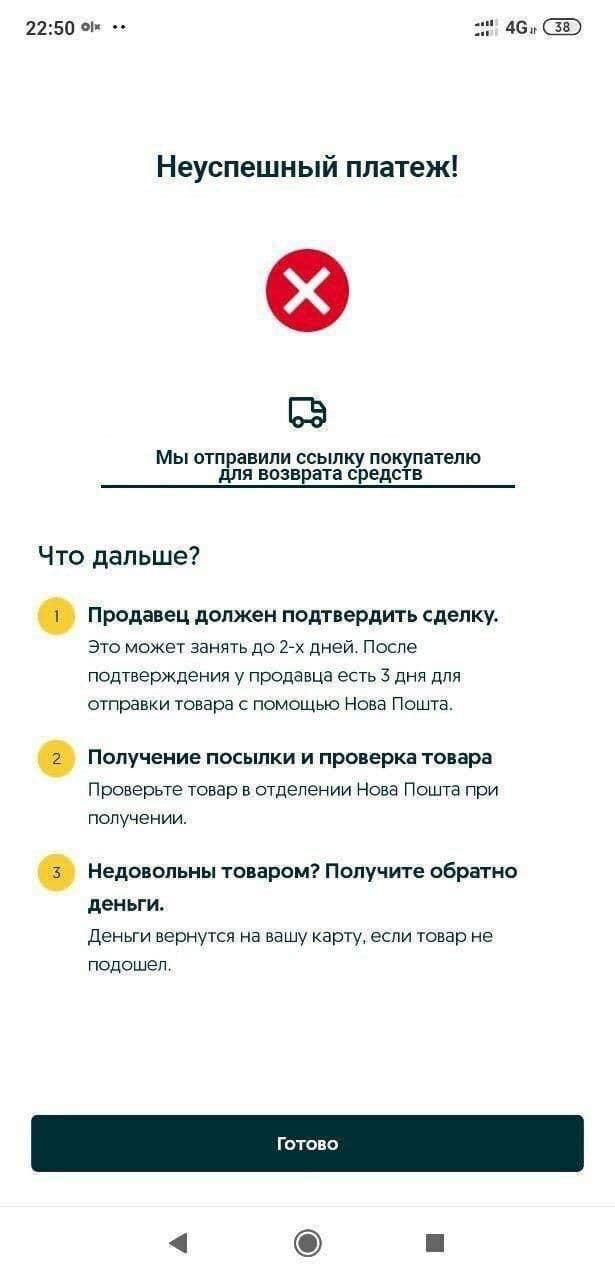 22:50 olx
4G 38
Неуспешный платеж!
Мы отправили ссылку покупателю
для возврата средств
Что дальше?
1 Продавец должен подтвердить сделку.
Это может занять до 2-х дней. После
подтверждения у продавца есть 3 дня для
отправки товара с помощью Нова Пошта.
2 Получение посылки и проверка товара
Проверьте товар в отделении Нова Пошта при
получении.
3 Недовольны товаром? Получите обратно
деньги.
Деньги вернутся на вашу карту, если товар не
подошел.
Готово